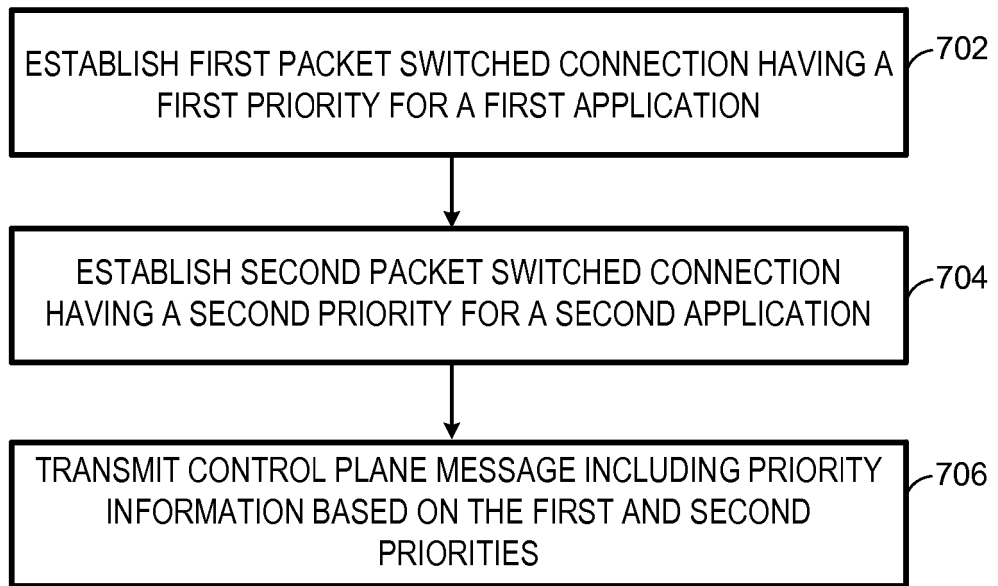 ESTABLISH FIRST PACKET SWITCHED CONNECTION HAVING A
FIRST PRIORITY FOR A FIRST APPLICATION
702
ESTABLISH SECOND PACKET SWITCHED CONNECTION
HAVING A SECOND PRIORITY FOR A SECOND APPLICATION
704
TRANSMIT CONTROL PLANE MESSAGE INCLUDING PRIORITY
INFORMATION BASED ON THE FIRST AND SECOND
PRIORITIES
706